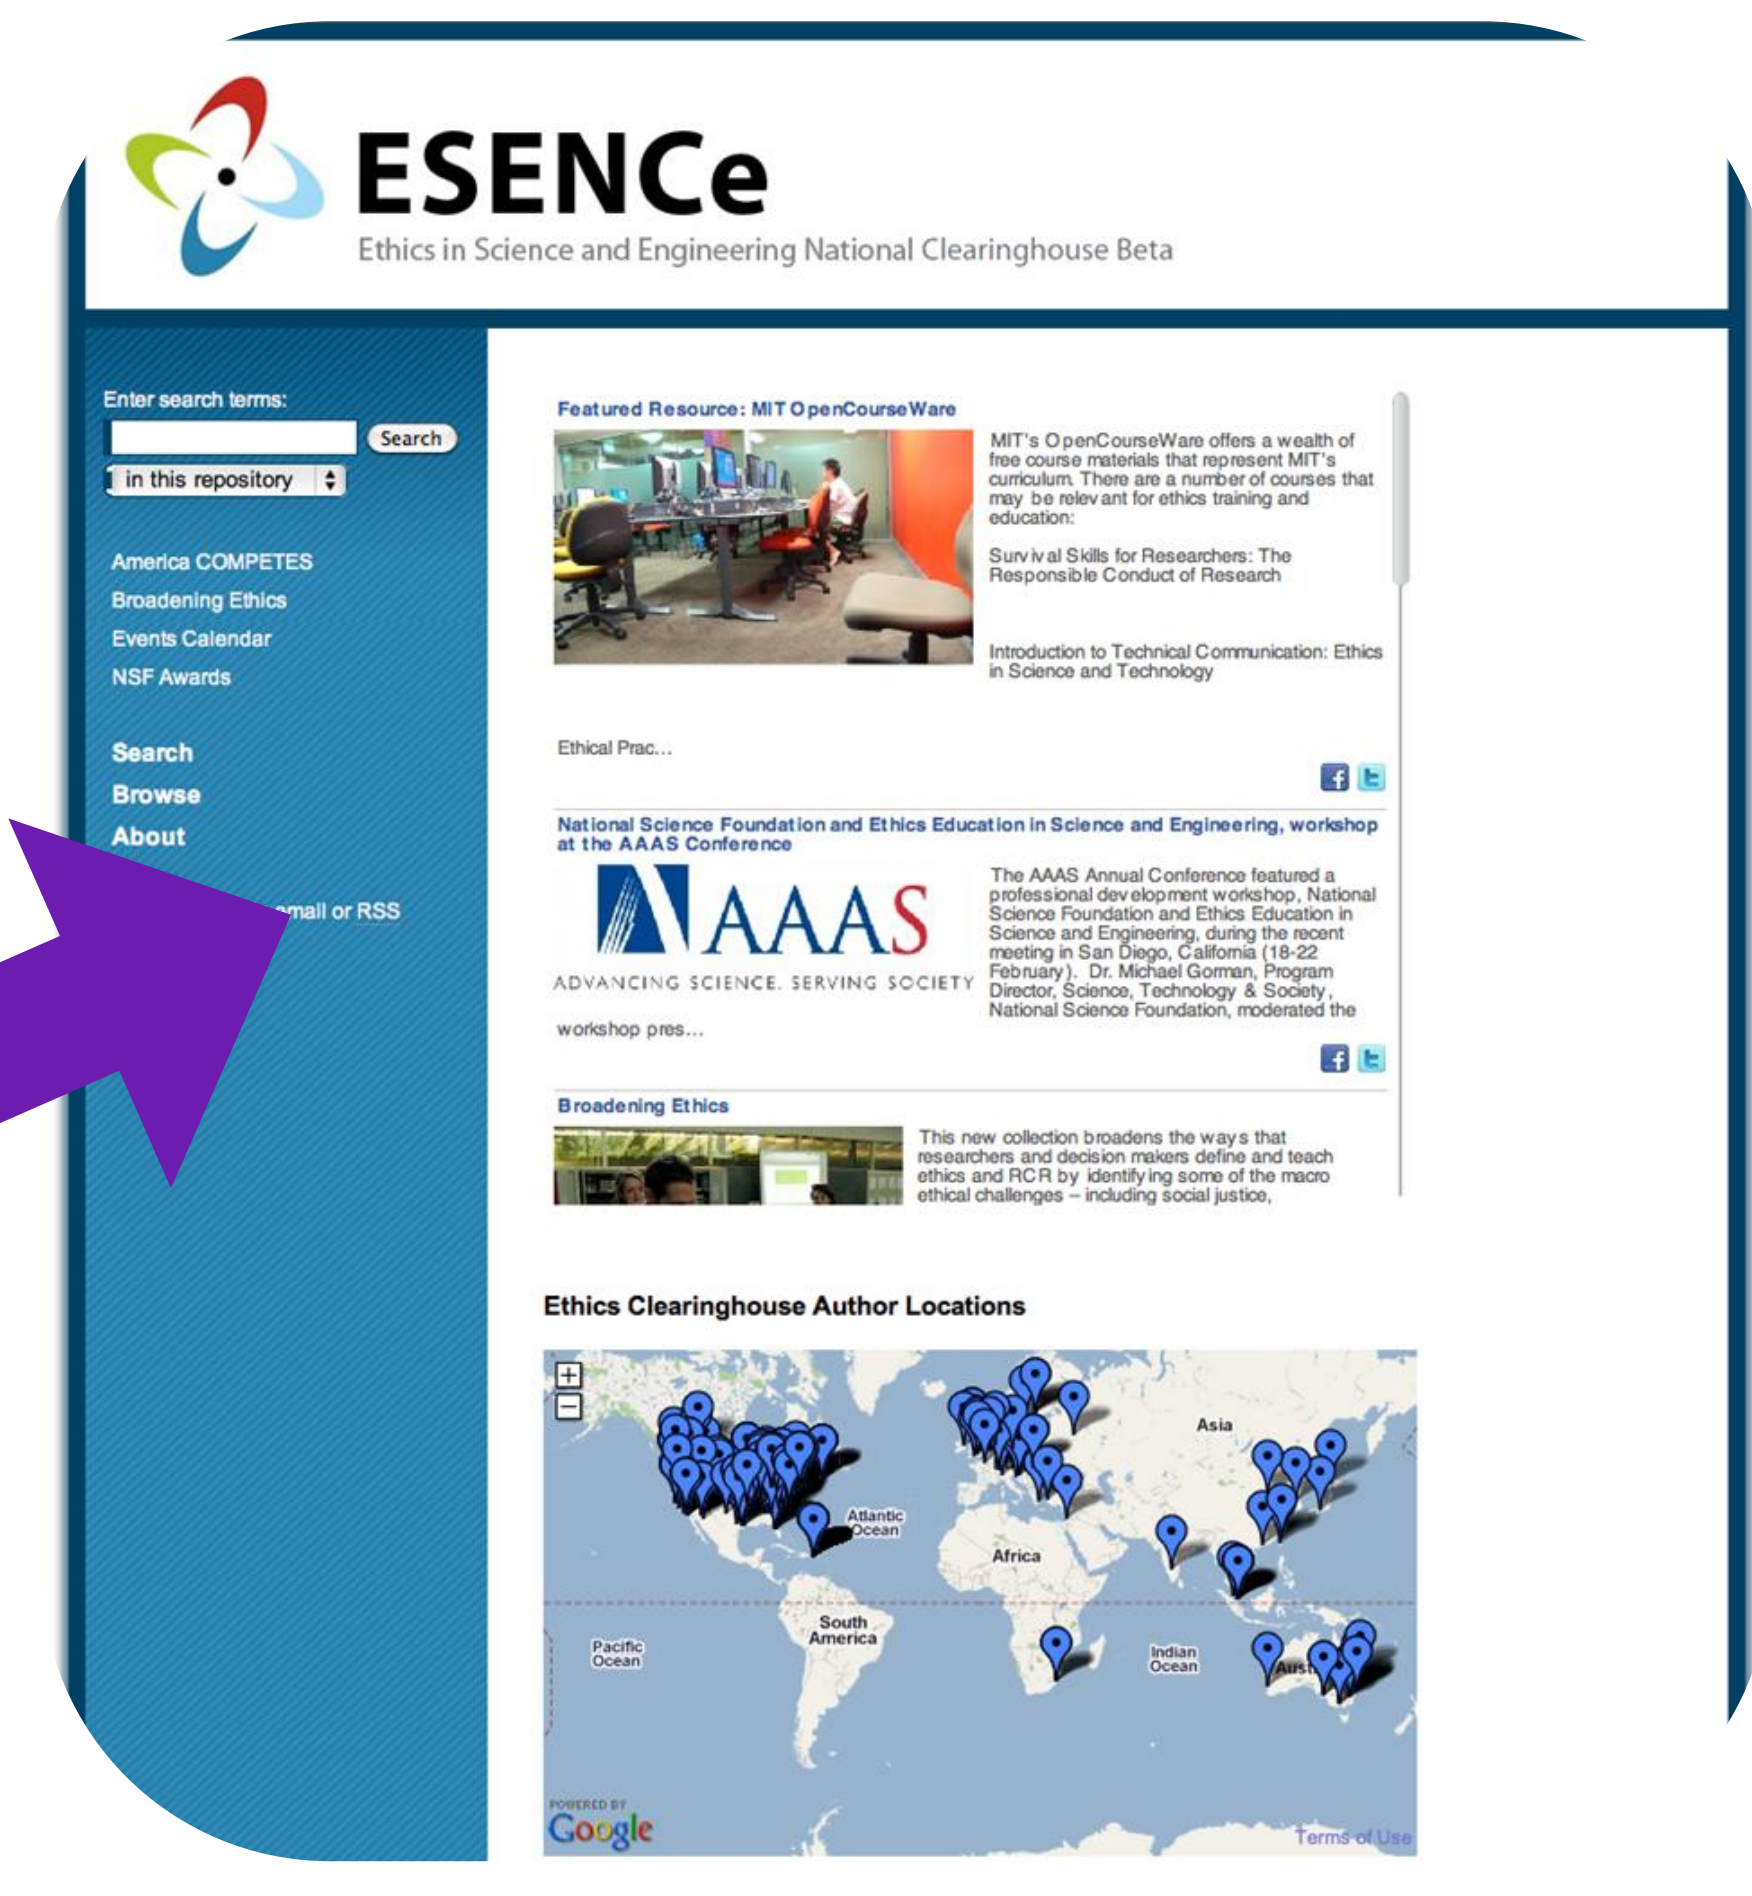 ESENCe
Ethics in Science and Engineering National Clearinghouse Beta
Enter search terms:
Search
in this repository
America COMPETES
Broadening Ethics
Events Calendar
NSF Awards
Search
Browse
About
email or RSS
Featured Resource: MIT OpenCourseWare
MIT's OpenCourseWare offers a wealth of
free course materials that represent MIT's
curriculum. There are a number of courses that
may be relevant for ethics training and
education:
Survival Skills for Researchers: The
Responsible Conduct of Research
Introduction to Technical Communication: Ethics
in Science and Technology
Ethical Prac...
National Science Foundation and Ethics Education in Science and Engineering, workshop
at the AAAS Conference
AAAS
ADVANCING SCIENCE. SERVING SOCIETY
The AAAS Annual Conference featured a
professional development workshop, National
Science Foundation and Ethics Education in
Science and Engineering, during the recent
meeting in San Diego, California (18-22
February). Dr. Michael Gorman, Program
Director, Science, Technology & Society,
National Science Foundation, moderated the
workshop pres...
Broadening Ethics
This new collection broadens the ways that
researchers and decision makers define and teach
ethics and RCR by identifying some of the macro
ethical challenges – including social justice,
Ethics Clearinghouse Author Locations
Asia
Atlantic
Ocean
Africa
South
America
Pacific
Ocean
Indian
Ocean
Aust
POWERED BY
Google
Terms of Use